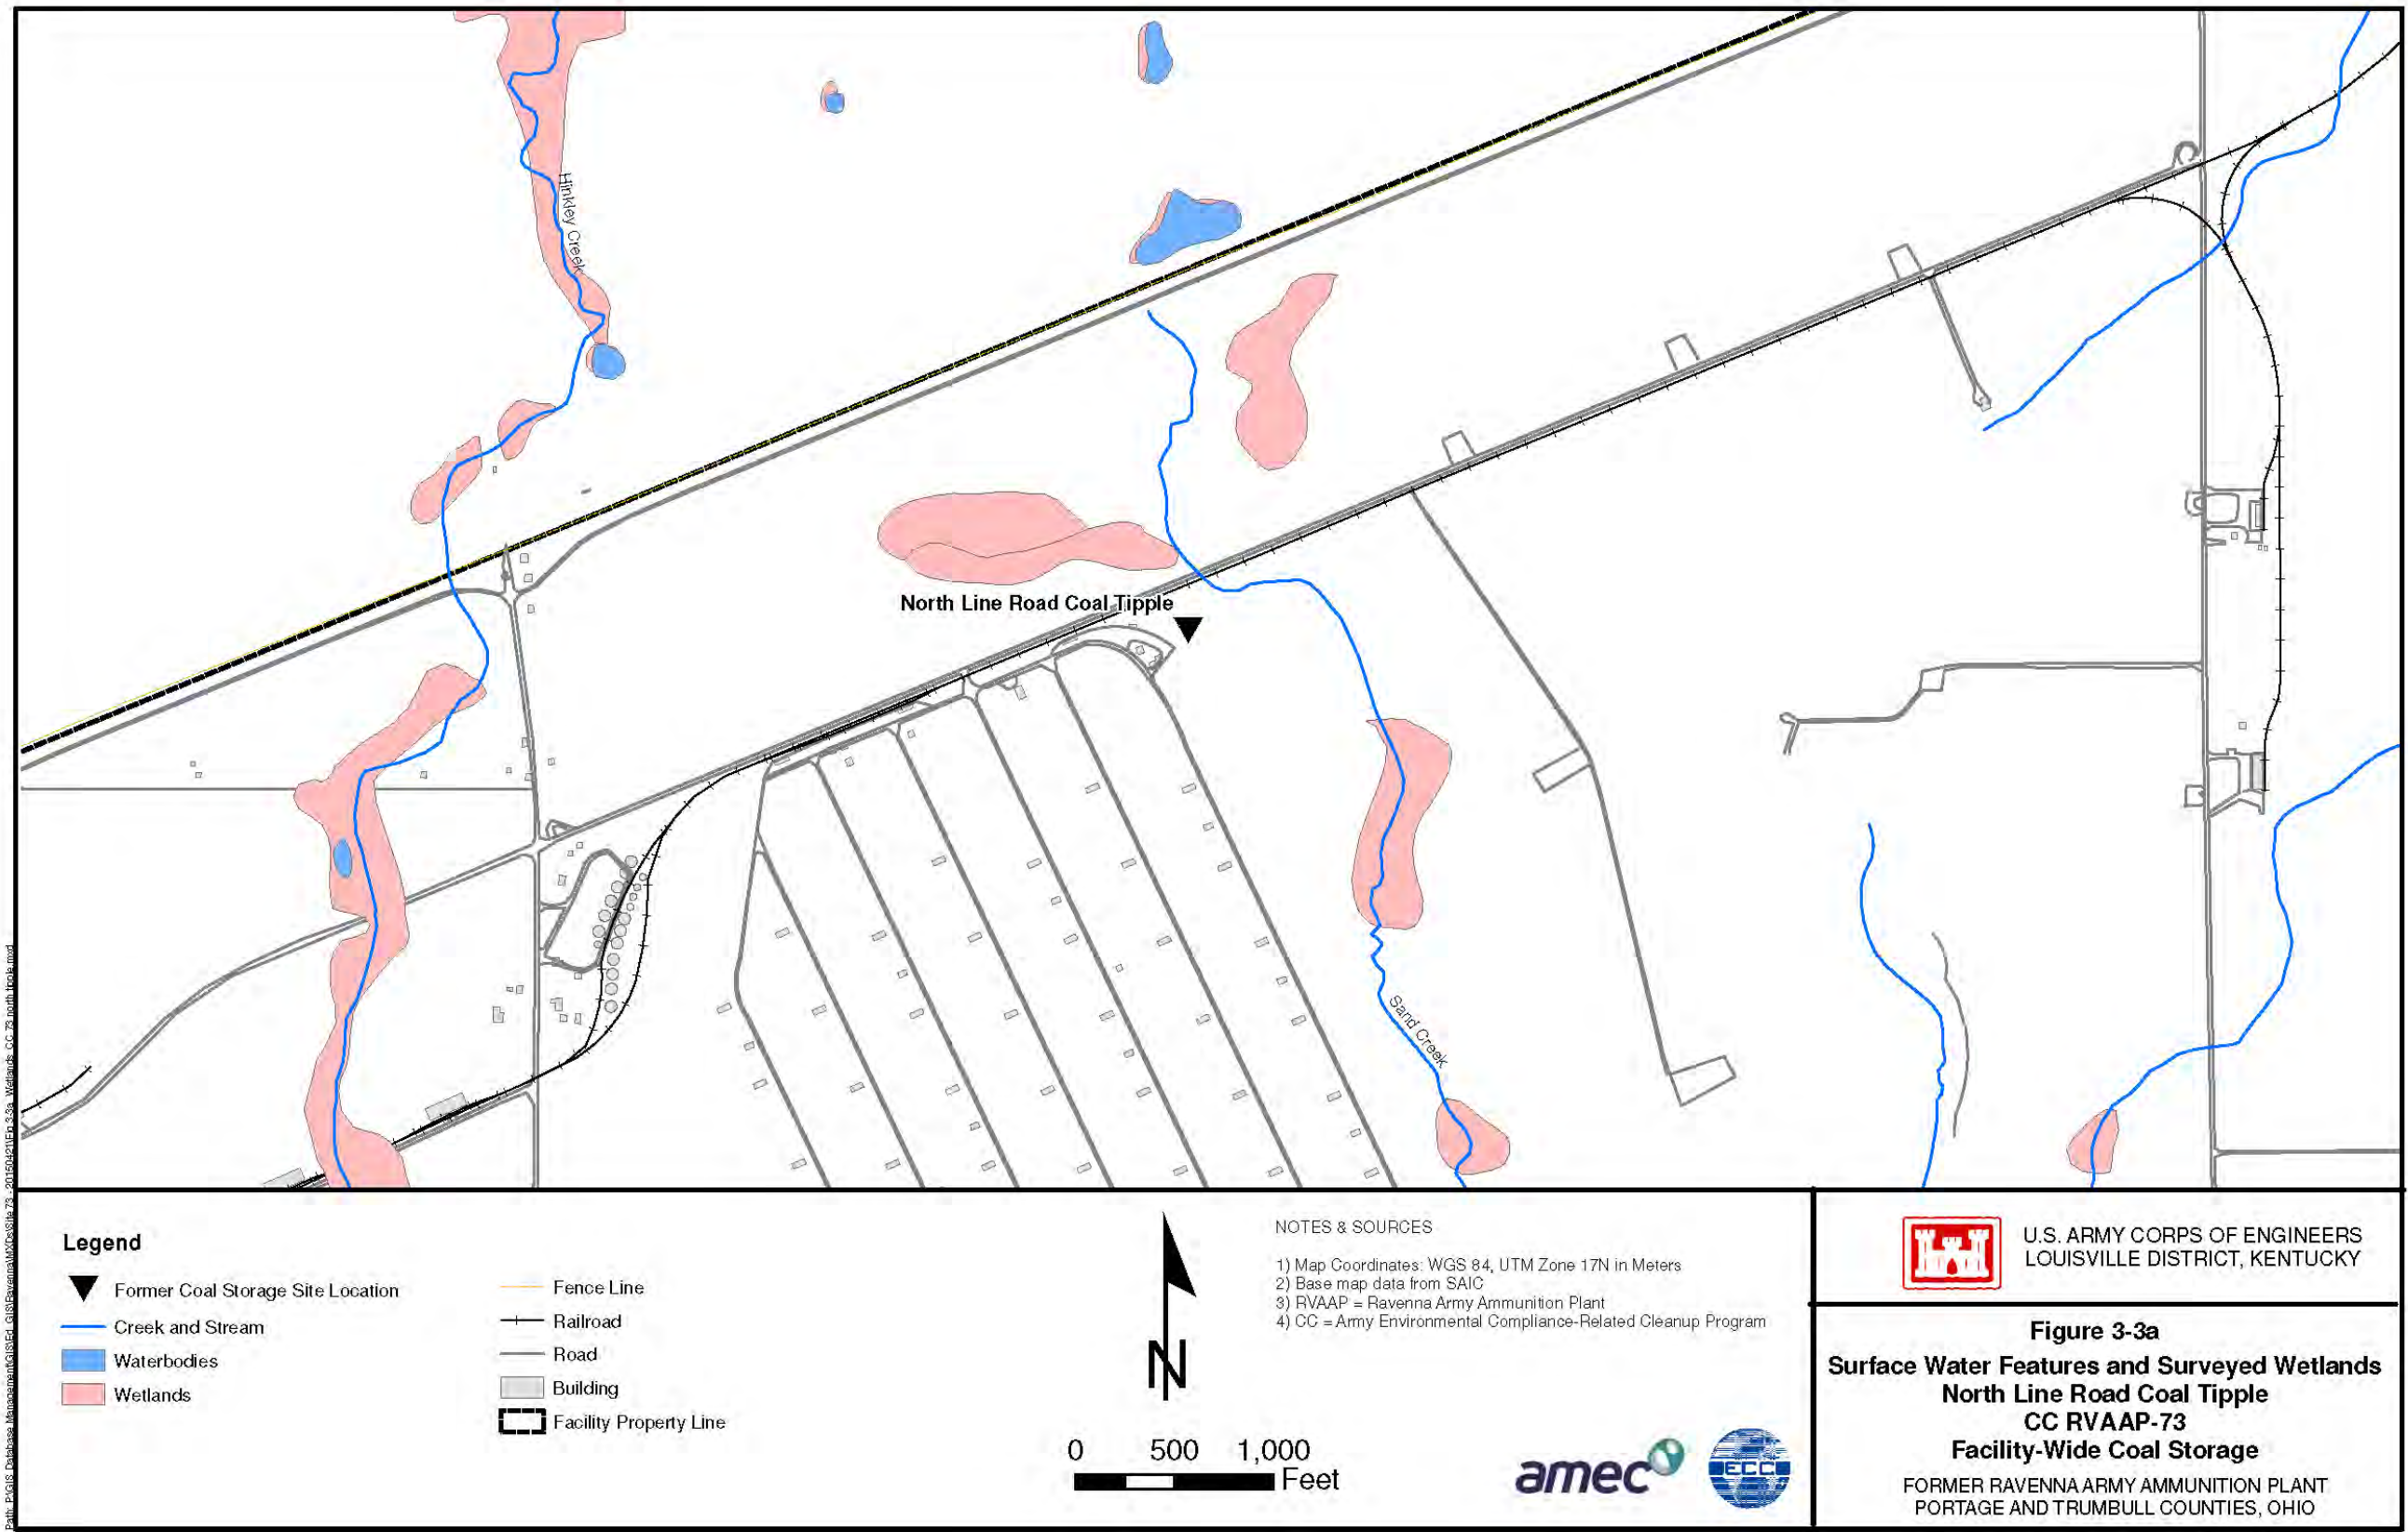 Hinkley Creek
North Line Road Coal Tipple
Sand Creek
Legend
Former Coal Storage Site Location
Creek and Stream
Waterbodies
Wetlands
Fence Line
Railroad
Road
Building
Facility Property Line
N
0 500 1,000
Feet
NOTES & SOURCES
1) Map Coordinates: WGS 84, UTM Zone 17N in Meters
2) Base map data from SAIC
3) RVAAP = Ravenna Army Ammunition Plant
4) CC = Army Environmental Compliance-Related Cleanup Program
amec
ECC
U.S. ARMY CORPS OF ENGINEERS
LOUISVILLE DISTRICT, KENTUCKY
Figure 3-3a
Surface Water Features and Surveyed Wetlands
North Line Road Coal Tipple
CC RVAAP-73
Facility-Wide Coal Storage
FORMER RAVENNA ARMY AMMUNITION PLANT
PORTAGE AND TRUMBULL COUNTIES, OHIO